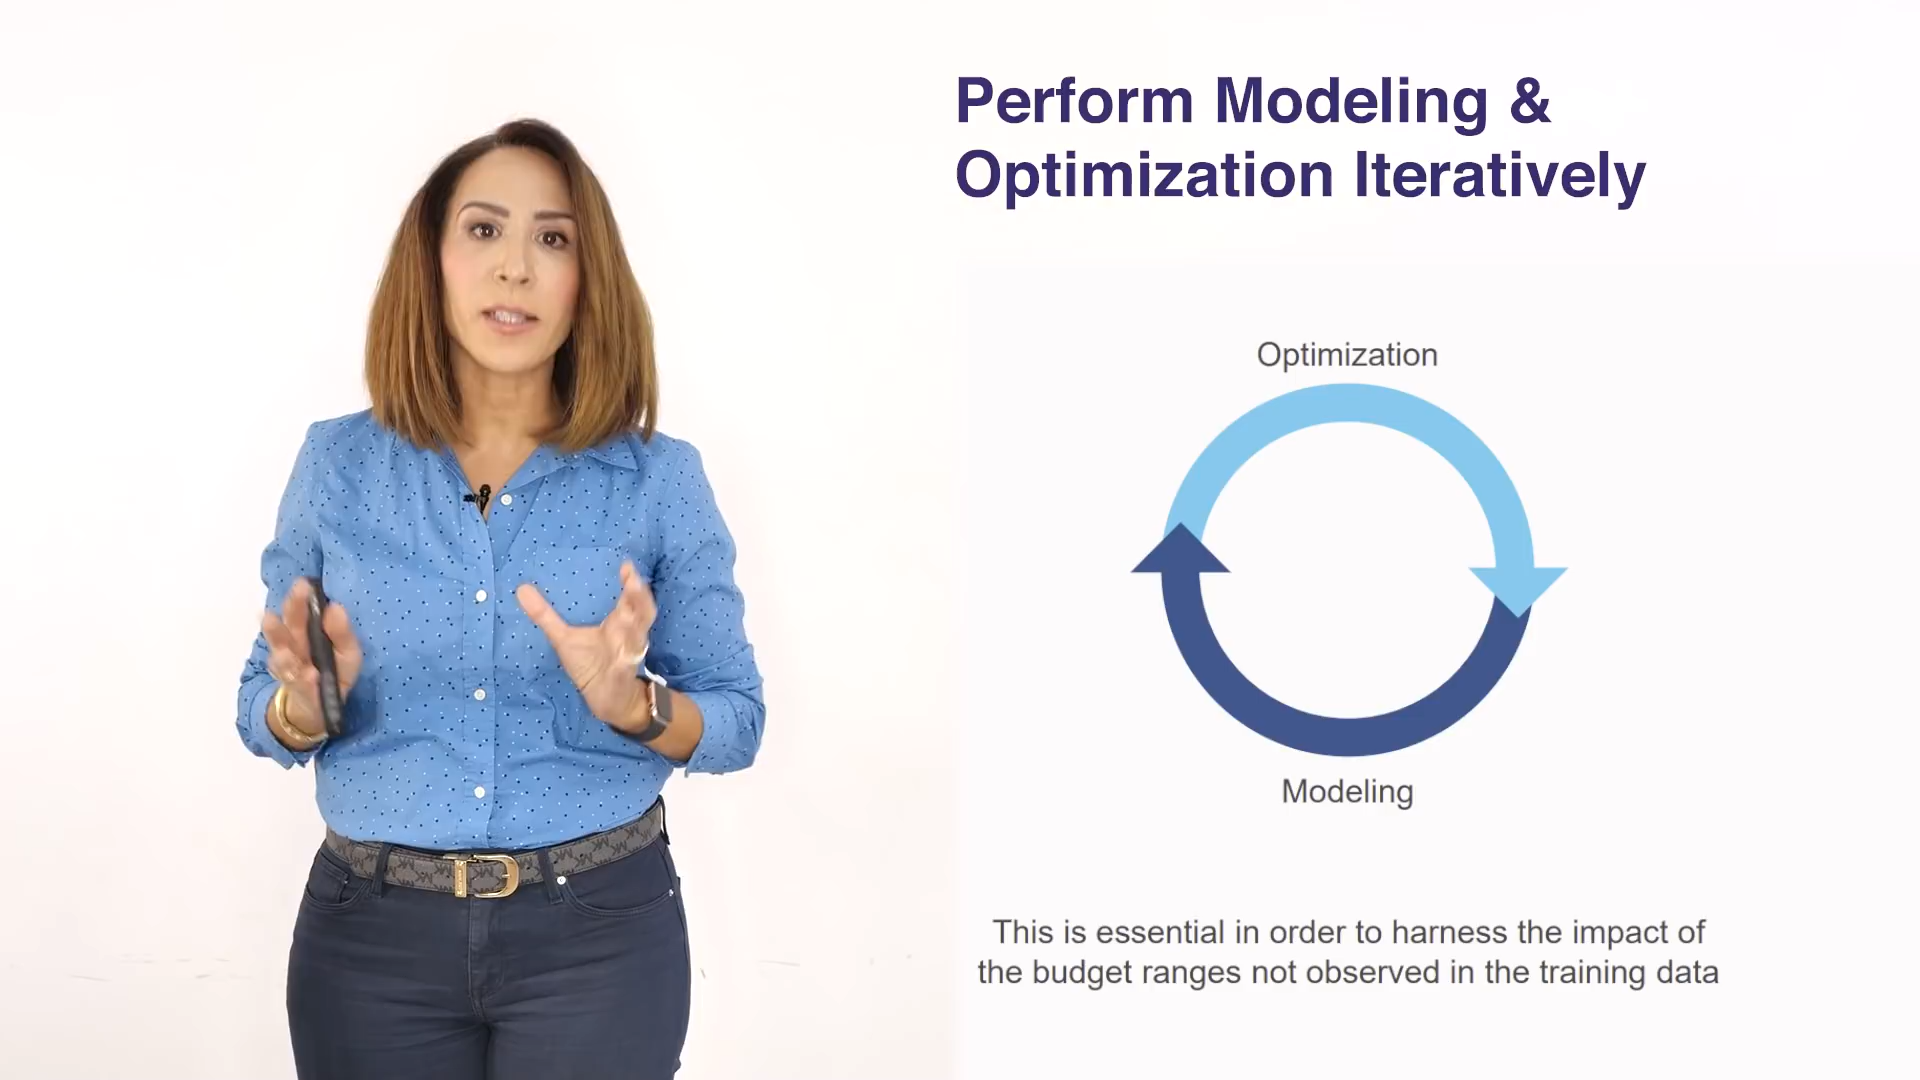 Perform Modeling &
Optimization Iteratively
Optimization
Modeling
This is essential in order to harness the impact of
the budget ranges not observed in the training data